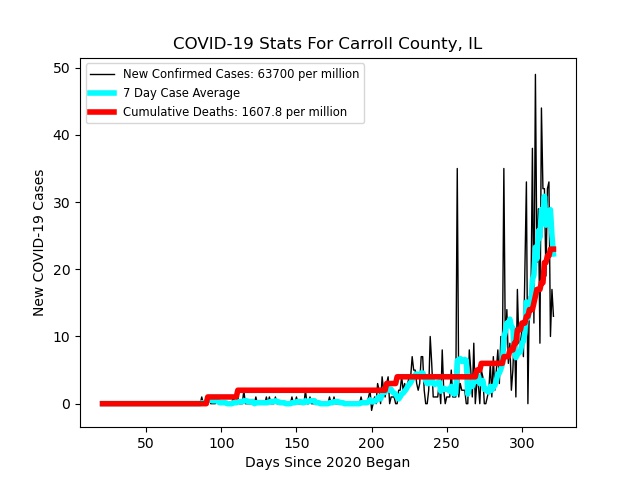 COVID-19 Stats For Carroll County, IL
New Confirmed Cases: 63700 per million
7 Day Case Average
Cumulative Deaths: 1607.8 per million
New COVID-19 Cases
50
40
30
20
10
0
50 100 150 200 250 300
Days Since 2020 Began